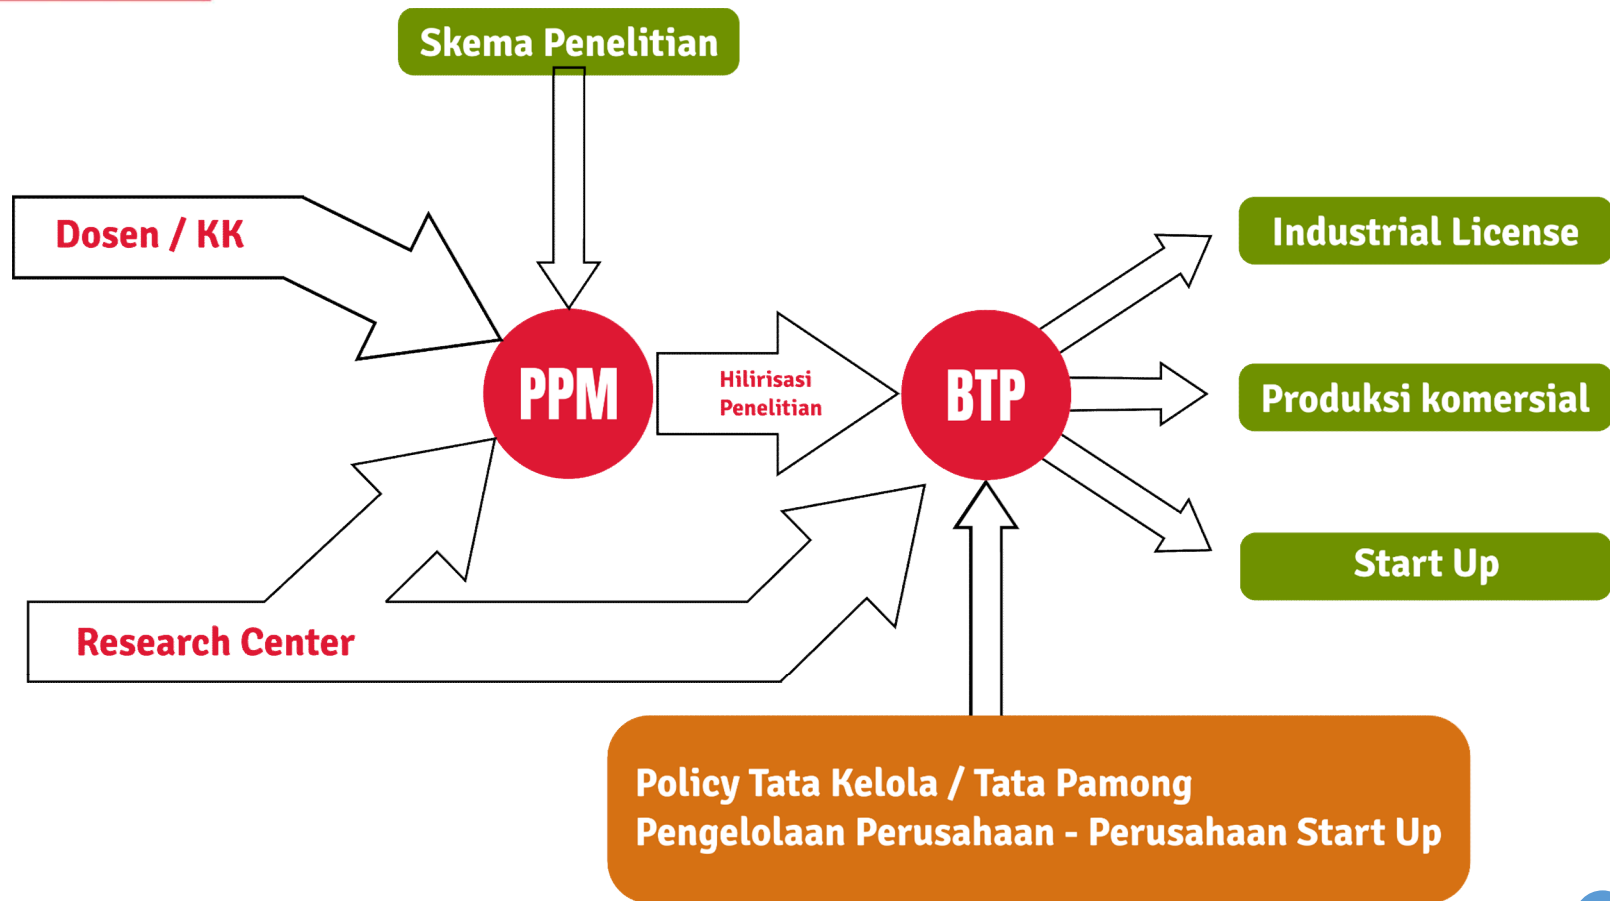 Skema Penelitian
Dosen / KK
Industrial License
PPM
Hilirisasi
Penelitian
BTP
Produksi komersial
Start Up
Research Center
Policy Tata Kelola / Tata Pamong
Pengelolaan Perusahaan - Perusahaan Start Up